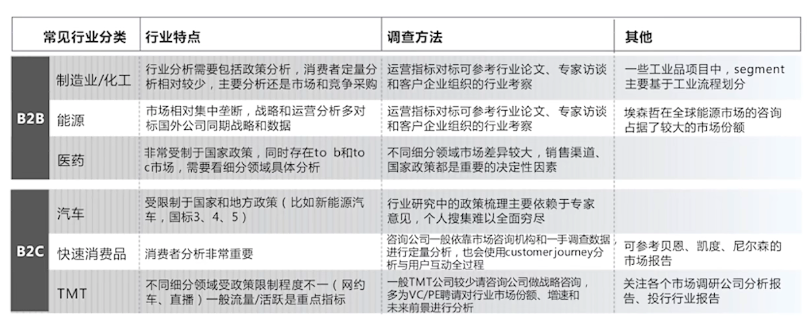 常见行业分类 行业特点 调查方法 其他
B2B
制造业/化工
行业分析需要包括政策分析，消费者定量分
析相对较少，主要分析还是市场和竞争采购
运营指标对标可参考行业论文、专家访谈
和客户企业组织的行业考察
一些工业品项目中，segment
主要基于工业流程划分
能源
市场相对集中垄断，战略和运营分析多对
标国外公司同期战略和数据
运营指标对标可参考行业论文、专家访谈
和客户企业组织的行业考察
埃森哲在全球能源市场的咨询
占据了较大的市场份额
医药
非常受制于国家政策，同时存在to b和to
c市场，需要看细分领域具体分析
不同细分领域市场差异较大，销售渠道、
国家政策都是重要的决定性因素
B2C
汽车
受限制于国家和地方政策（比如新能源汽
车，国标3、4、5）
行业研究中的政策梳理主要依赖于专家
意见，个人搜集难以全面穷尽
快速消费品
消费者分析非常重要
咨询公司一般依靠市场咨询机构和一手调查数据，
进行定量分析，也会使用customer journey分
析与用户互动全过程
可参考贝恩、凯度、尼尔森的
市场报告
TMT
不同细分领域受政策限制程度不一（网约
车、直播）一般流量/活跃是重点指标
一般TMT公司较少请咨询公司做战略咨询，
多为VC/PE聘请对行业市场份额、增速和
未来前景进行分析
关注各个市场调研公司分析报
告、投行行业报告